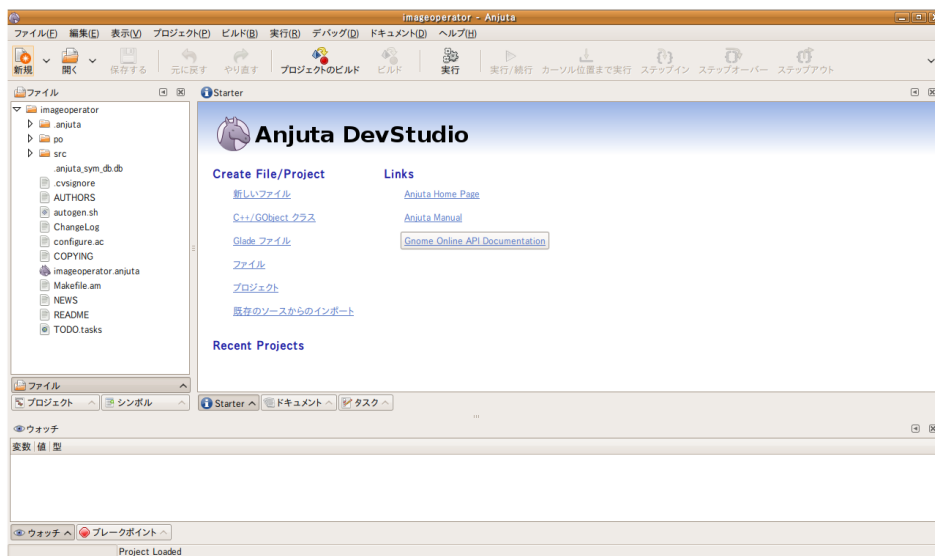 imageoperator - Anjuta
ファイル(F) 編集(E) 表示(V) プロジェクト(P) ビルド(B) 実行(R) デバッグ(D) ドキュメント(D) ヘルプ(H)
新規 開く 保存する 元に戻す やり直す プロジェクトのビルド ビルド 実行 実行/続行 カーソル位置まで実行 ステップイン ステップオーバー ステップアウト
ファイル
imageoperator
.anjuta
po
src
.anjuta_sym_db.db
.cvsignore
AUTHORS
autogen.sh
ChangeLog
configure.ac
COPYING
imageoperator.anjuta
Makefile.am
NEWS
README
TODO.tasks
ファイル
プロジェクト シンボル
Starter
Anjuta DevStudio
Create File/Project
新しいファイル
C++/GObject クラス
Glade ファイル
ファイル
プロジェクト
既存のソースからのインポート
Links
Anjuta Home Page
Anjuta Manual
Gnome Online API Documentation
Recent Projects
Starter ドキュメント タスク
ウォッチ
変数 値 型
ウォッチ ブレークポイント
Project Loaded